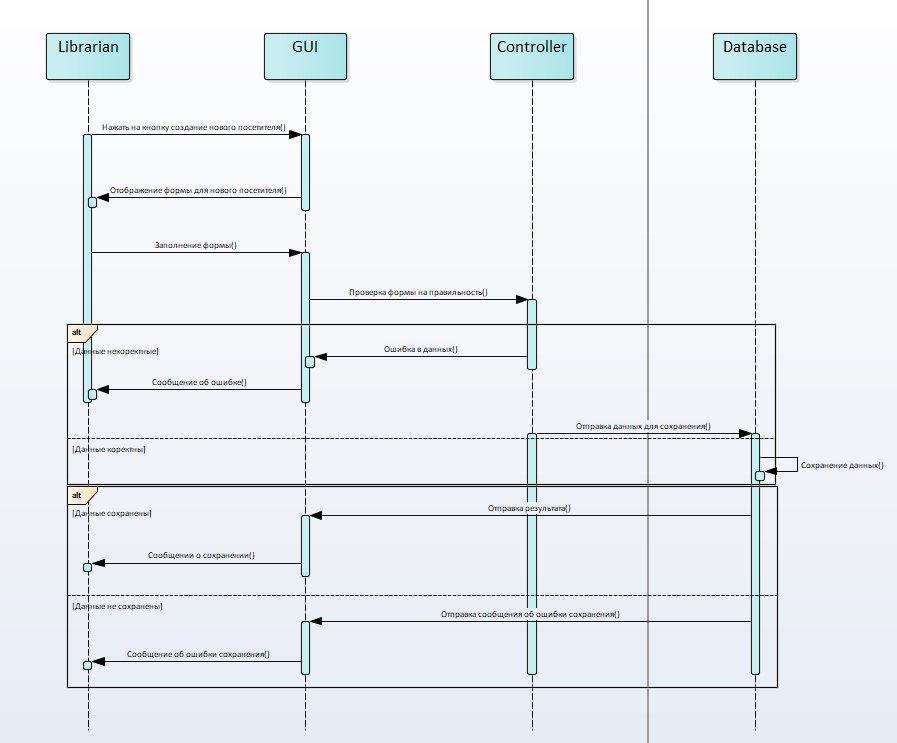 Librarian
GUI
Controller
Database
Нажать на кнопку создание нового посетителя()
Отображение формы для нового посетителя()
Заполнение формы()
Проверка формы на правильность()
alt
[Данные некоректные]
Ошибка в данных()
Сообщение об ошибке()
Отправка данных для сохранения()
[Данные коректны]
Сохранение данных()
alt
[Данные сохранены]
Отправка результата()
Сообщении о сохранении()
[Данные не сохранены]
Отправка сообщения об ошибки сохранения()
Сообщение об ошибки сохранения()